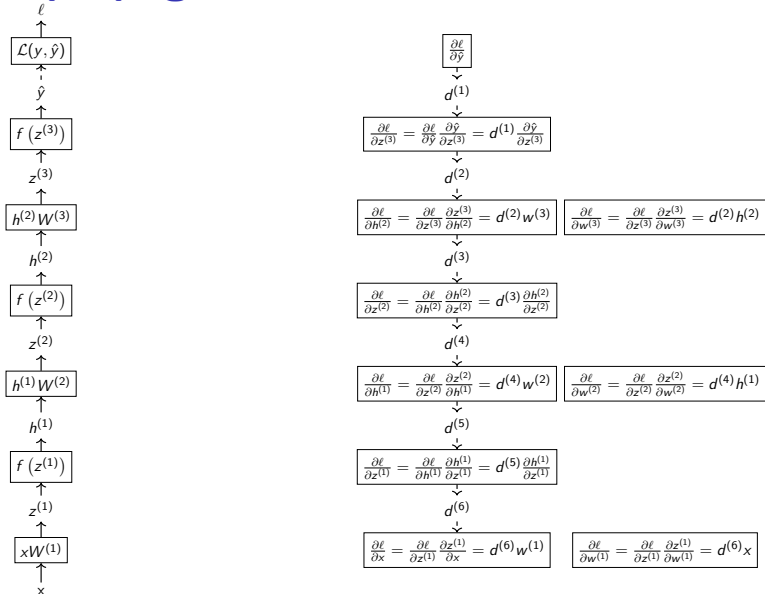 ℓ
ℒ(y, ŷ)
ŷ
f(z⁽³⁾)
z⁽³⁾
h⁽²⁾W⁽³⁾
h⁽²⁾
f(z⁽²⁾)
z⁽²⁾
h⁽¹⁾W⁽²⁾
h⁽¹⁾
f(z⁽¹⁾)
z⁽¹⁾
xW⁽¹⁾
x
∂ℓ/∂ŷ
d⁽¹⁾
∂ℓ/∂z⁽³⁾ = ∂ℓ/∂ŷ ∂ŷ/∂z⁽³⁾ = d⁽¹⁾ ∂ŷ/∂z⁽³⁾
d⁽²⁾
∂ℓ/∂h⁽²⁾ = ∂ℓ/∂z⁽³⁾ ∂z⁽³⁾/∂h⁽²⁾ = d⁽²⁾w⁽³⁾
∂ℓ/∂w⁽³⁾ = ∂ℓ/∂z⁽³⁾ ∂z⁽³⁾/∂w⁽³⁾ = d⁽²⁾h⁽²⁾
d⁽³⁾
∂ℓ/∂z⁽²⁾ = ∂ℓ/∂h⁽²⁾ ∂h⁽²⁾/∂z⁽²⁾ = d⁽³⁾ ∂h⁽²⁾/∂z⁽²⁾
d⁽⁴⁾
∂ℓ/∂h⁽¹⁾ = ∂ℓ/∂z⁽²⁾ ∂z⁽²⁾/∂h⁽¹⁾ = d⁽⁴⁾w⁽²⁾
∂ℓ/∂w⁽²⁾ = ∂ℓ/∂z⁽²⁾ ∂z⁽²⁾/∂w⁽²⁾ = d⁽⁴⁾h⁽¹⁾
d⁽⁵⁾
∂ℓ/∂z⁽¹⁾ = ∂ℓ/∂h⁽¹⁾ ∂h⁽¹⁾/∂z⁽¹⁾ = d⁽⁵⁾ ∂h⁽¹⁾/∂z⁽¹⁾
d⁽⁶⁾
∂ℓ/∂x = ∂ℓ/∂z⁽¹⁾ ∂z⁽¹⁾/∂x = d⁽⁶⁾w⁽¹⁾
∂ℓ/∂w⁽¹⁾ = ∂ℓ/∂z⁽¹⁾ ∂z⁽¹⁾/∂w⁽¹⁾ = d⁽⁶⁾x